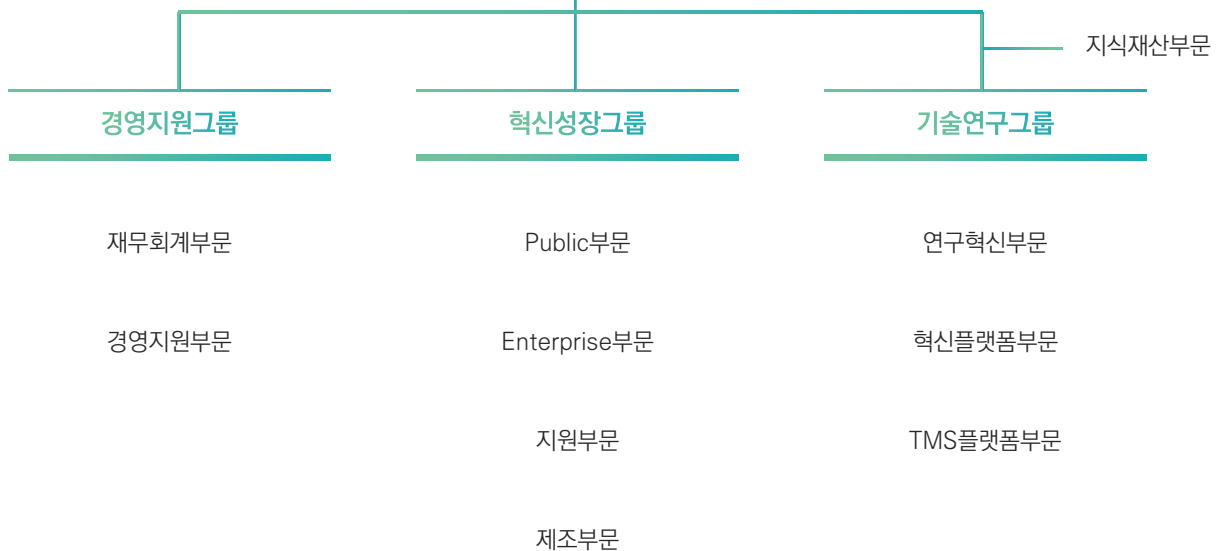 지식재산부문
경영지원그룹
혁신성장그룹
기술연구그룹
재무회계부문
Public부문
연구혁신부문
경영지원부문
Enterprise부문
혁신플랫폼부문
지원부문
TMS플랫폼부문
제조부문